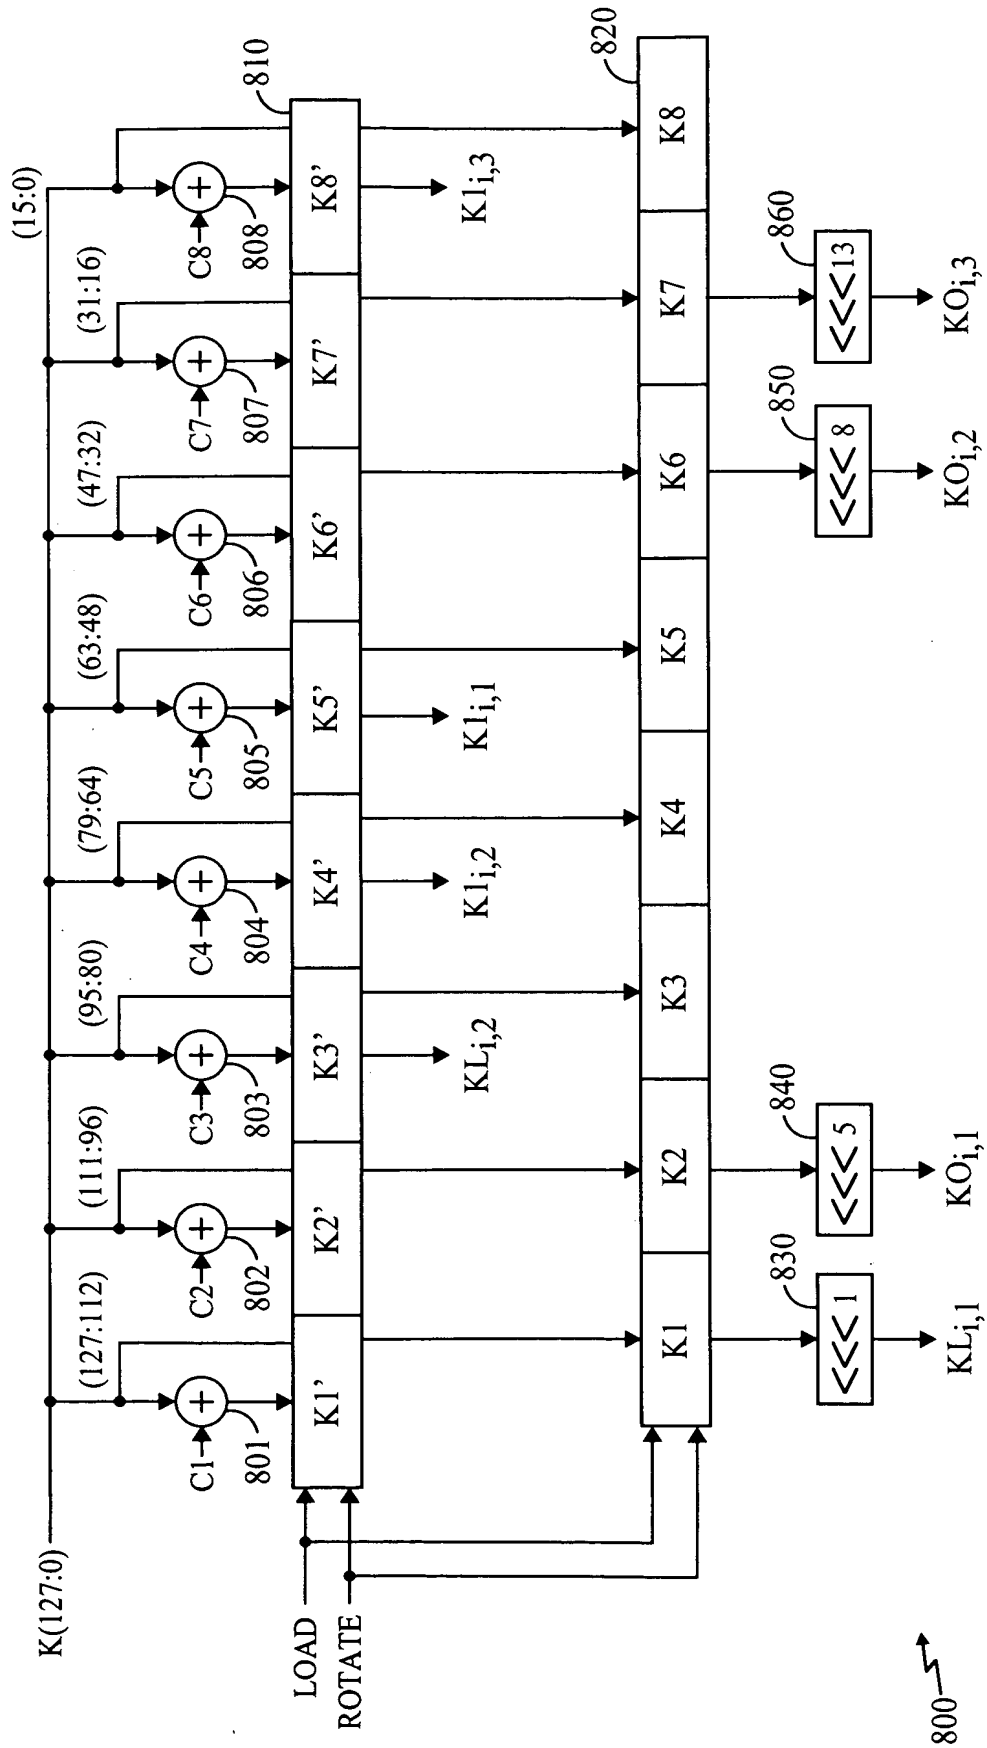 K(127:0)
(127:112)
(111:96)
(95:80)
(79:64)
(63:48)
(47:32)
(31:16)
(15:0)
C1
C2
C3
C4
C5
C6
C7
C8
801
802
803
804
805
806
807
808
810
LOAD
ROTATE
K1'
K2'
K3'
K4'
K5'
K6'
K7'
K8'
KLi,2
K1i,2
K1i,1
K1i,3
820
K1
K2
K3
K4
K5
K6
K7
K8
830
840
850
860
<<< 1
<<< 5
<<< 8
<<<13
KLi,1
KOi,1
KOi,2
KOi,3
800